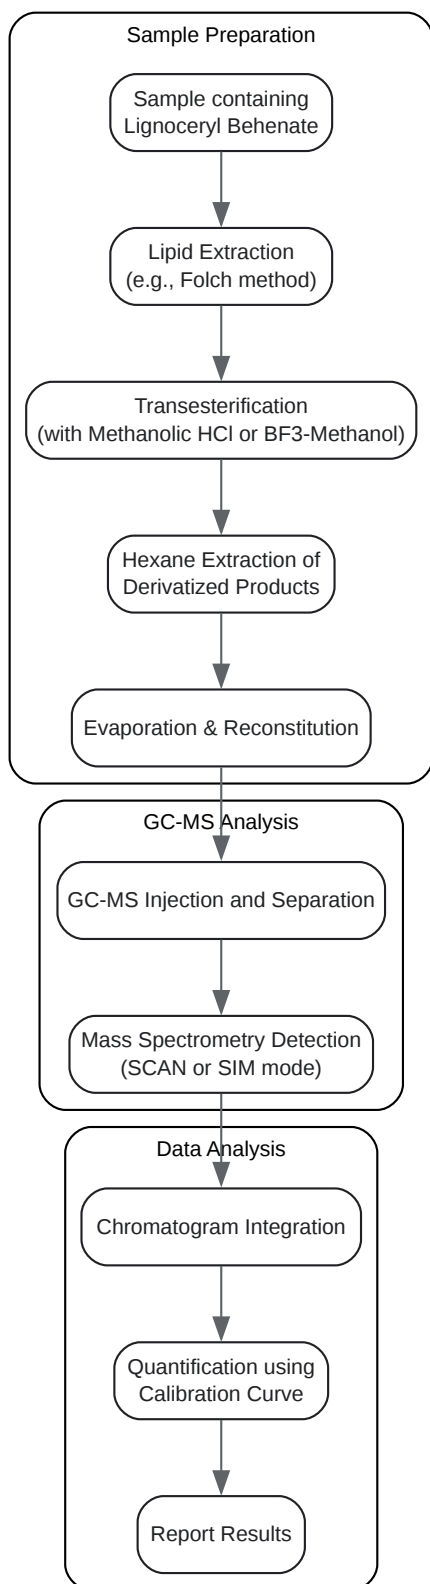 Sample Preparation
Sample containing
Lignoceryl Behenate
Lipid Extraction
(e.g., Folch method)
Transesterification
(with Methanolic HCl or BF3-Methanol)
Hexane Extraction of
Derivatized Products
Evaporation & Reconstitution
GC-MS Analysis
GC-MS Injection and Separation
Mass Spectrometry Detection
(SCAN or SIM mode)
Data Analysis
Chromatogram Integration
Quantification using
Calibration Curve
Report Results